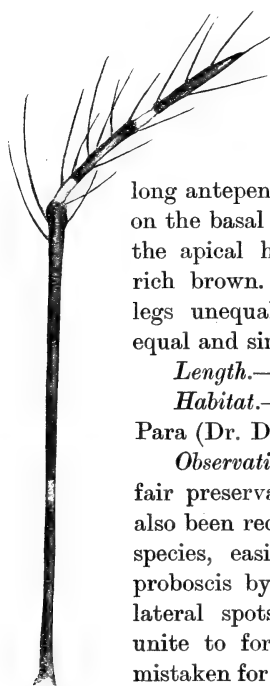 long antepen
on the basal
the apical h
rich brown.
legs unequal
equal and sin
Length.—
Habitat.—
Para (Dr. D
Observati
fair preserva
also been rec
species, easi
proboscis by
lateral spots
unite to for
mistaken for